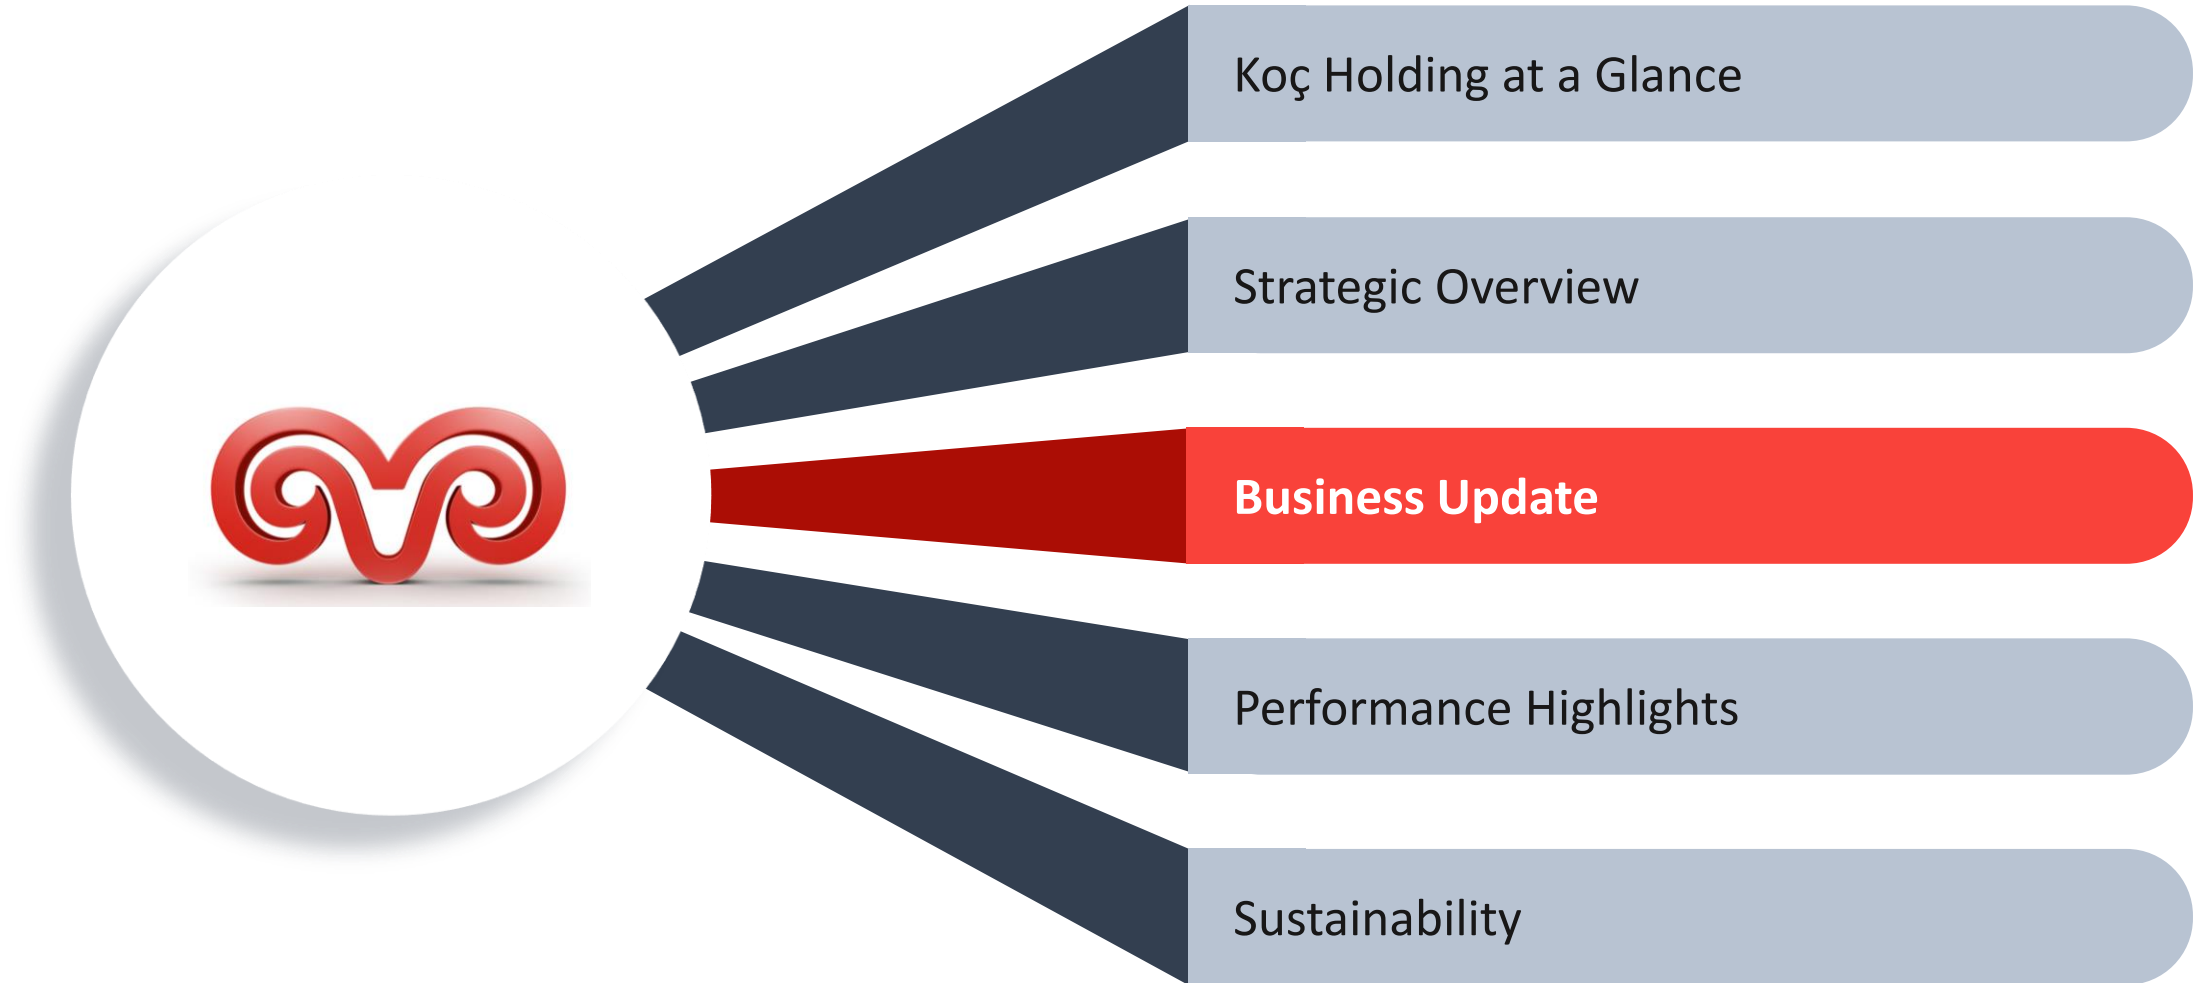 Koç Holding at a Glance
Strategic Overview
Business Update
Performance Highlights
Sustainability